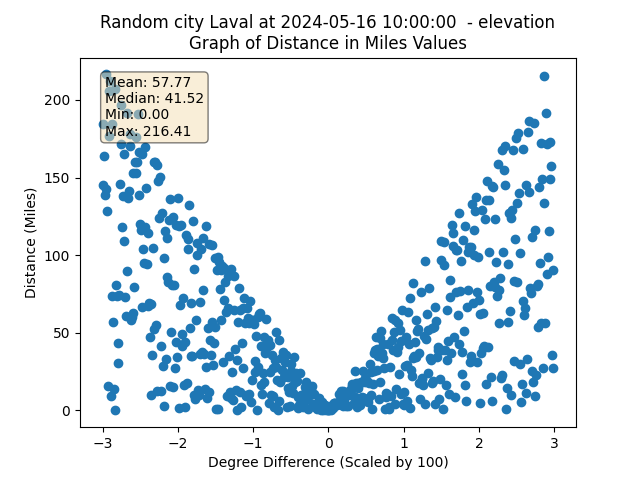 Random city Laval at 2024-05-16 10:00:00  - elevation
Graph of Distance in Miles Values
Mean: 57.77
Median: 41.52
Min: 0.00
Max: 216.41
Distance (Miles)
200
150
100
50
0
−3 −2 −1 0 1 2 3
Degree Difference (Scaled by 100)